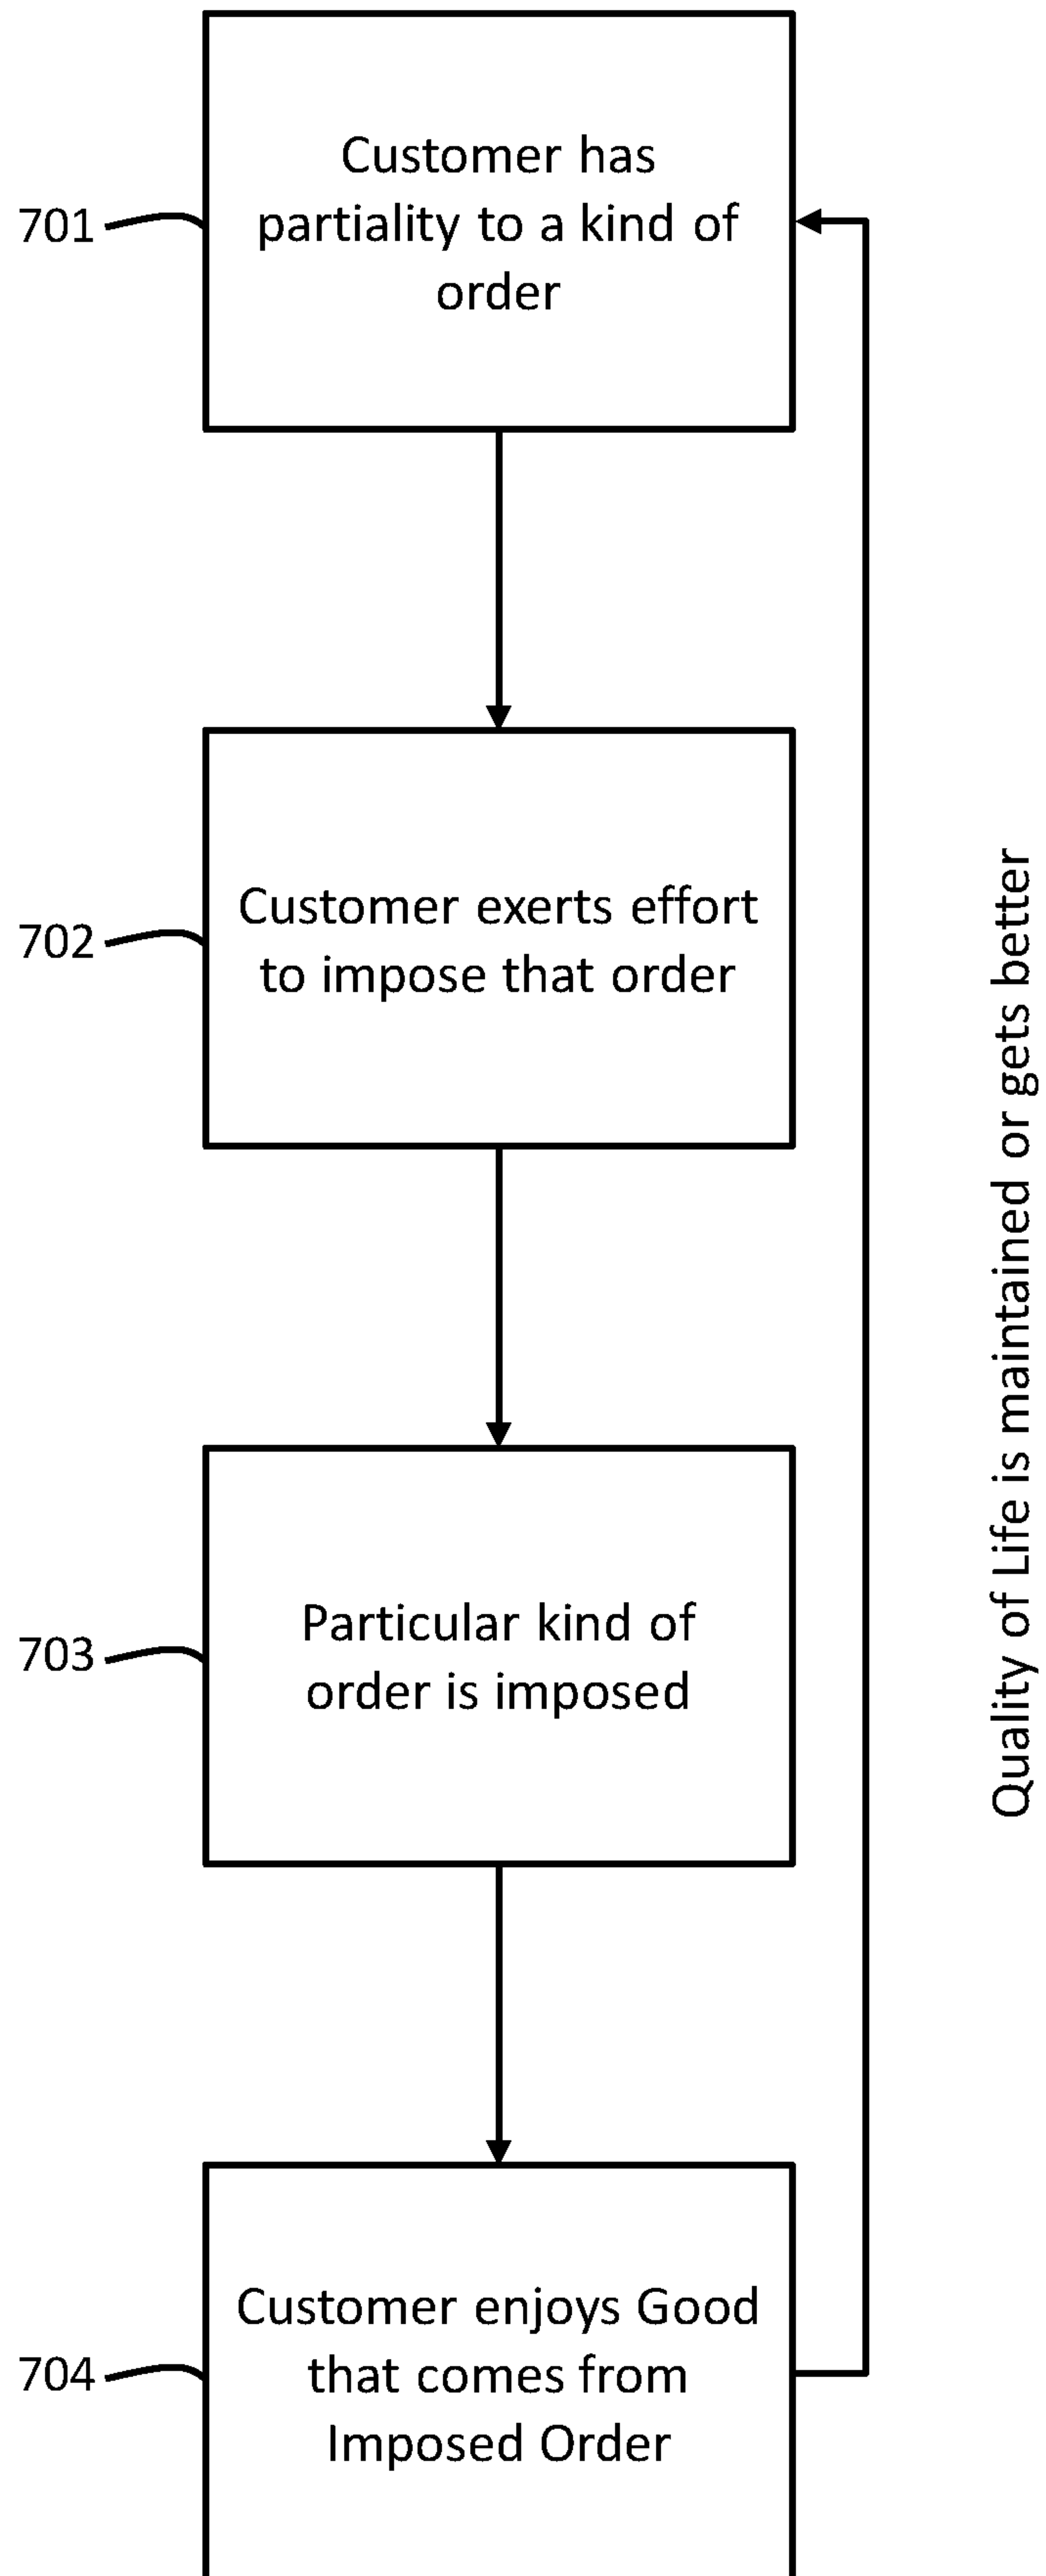 701
Customer has
partiality to a kind of
order
702
Customer exerts effort
to impose that order
703
Particular kind of
order is imposed
704
Customer enjoys Good
that comes from
Imposed Order
Quality of Life is maintained or gets better